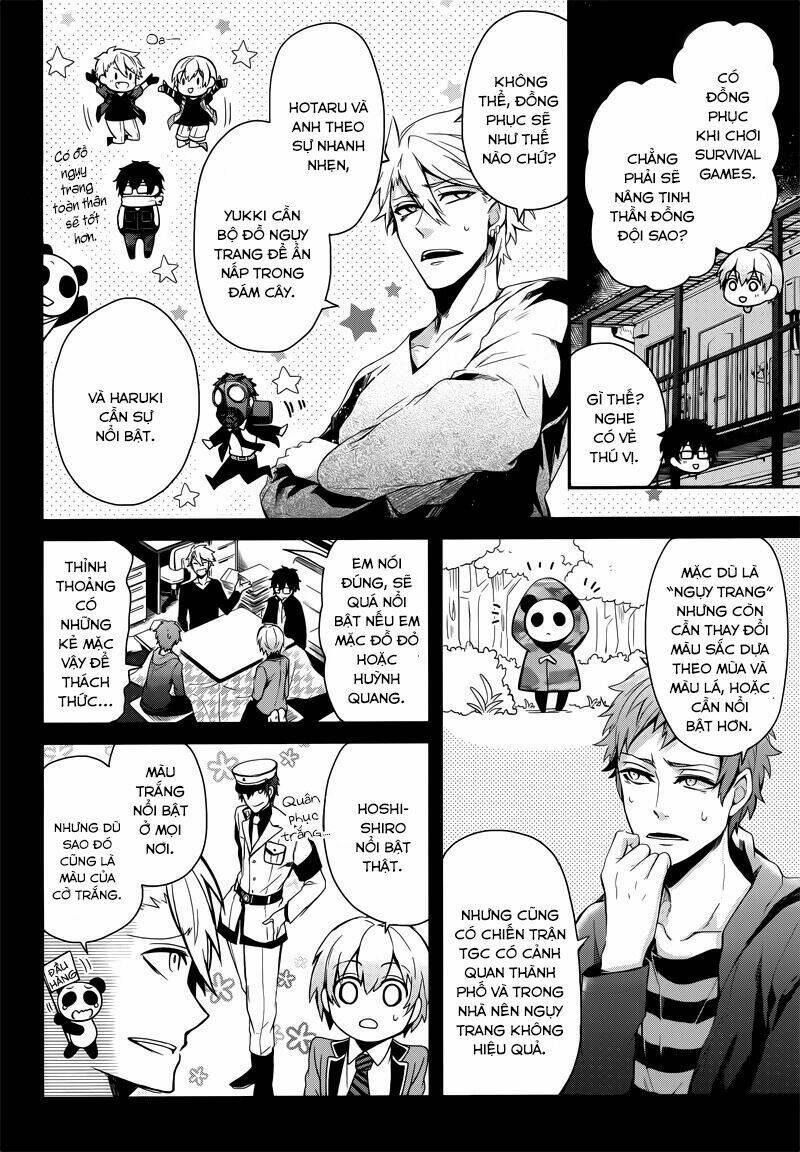 CÓ
ĐỒNG
PHỤC
KHI CHƠI
SURVIVAL
GAMES.
CHẲNG
PHẢI SẼ
NÂNG TINH
THẦN ĐỒNG
ĐỘI SAO?
GÌ THẾ?
NGHE
CÓ VẺ
THÚ VỊ.
KHÔNG
THỂ, ĐỒNG
PHỤC SẼ
NHƯ THẾ
NÀO CHỨ?
HOTARU VÀ
ANH THEO
SỰ NHANH
NHẸN,
YUKKI CẦN
BỘ ĐỒ NGỤY
TRANG ĐỂ ẨN
NẤP TRONG
ĐÁM CÂY.
Oa—
Có đồ
ngụy
trang
toàn thân
sẽ tốt
hơn.
VÀ HARUKI
CẦN SỰ
NỔI BẬT.
MẶC DÙ LÀ
“NGỤY TRANG”
NHƯNG CÒN
CẦN THAY ĐỔI
MÀU SẮC DỰA
THEO MÙA VÀ
MÀU LÁ, HOẶC
CẦN NỔI
BẬT HƠN.
NHƯNG CŨNG
CÓ CHIẾN TRẬN
TGC CÓ CẢNH
QUAN THÀNH
PHỐ VÀ TRONG
NHÀ NÊN NGỤY
TRANG KHÔNG
HIỆU QUẢ.
EM NÓI
ĐÚNG, SẼ
QUÁ NỔI
BẬT NẾU EM
MẶC ĐỒ ĐỎ
HOẶC
HUỲNH
QUANG.
THỈNH
THOẢNG CÓ
NHỮNG
KẺ MẶC
VẬY ĐỂ
THÁCH
THỨC...
HOSHI-
SHIRO
NỔI BẬT
THẬT.
Quân
phục
trắng...
MÀU
TRẮNG
NỔI BẬT
Ở MỌI
NƠI.
NHƯNG DÙ
SAO ĐÓ
CŨNG LÀ
MÀU CỦA
CỜ TRẮNG.
ĐẦU
HÀNG